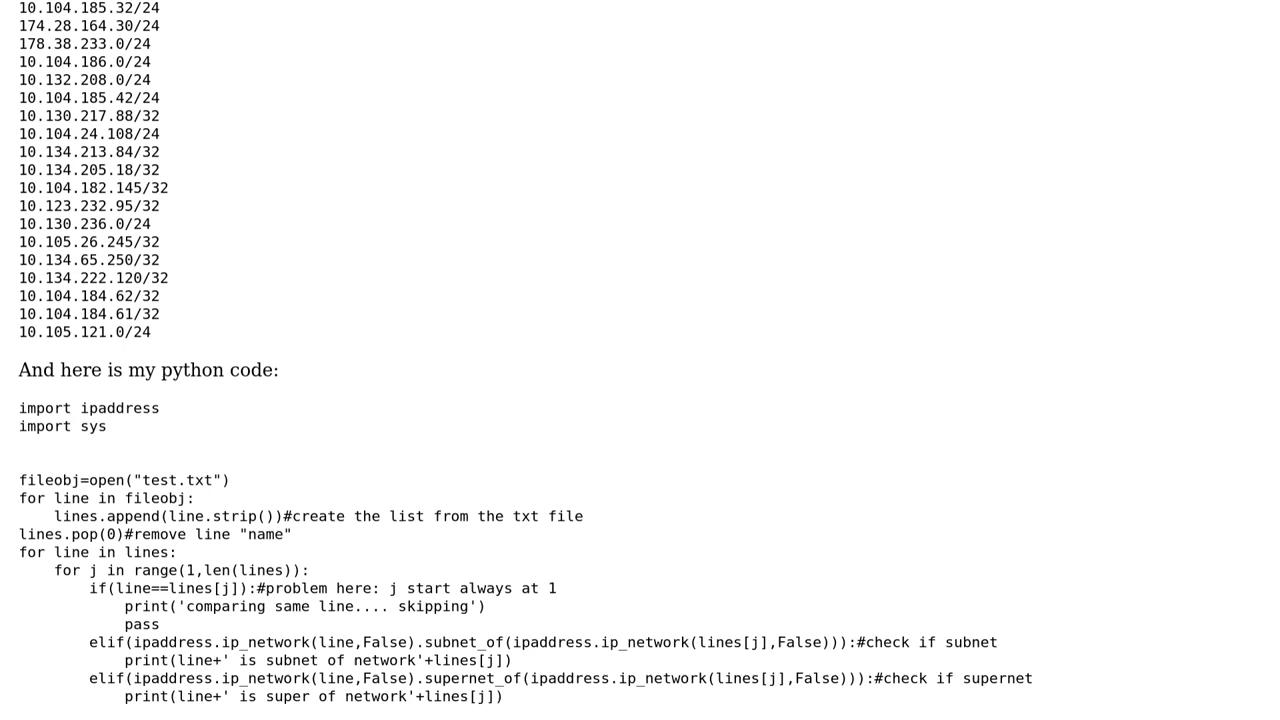 10.104.185.32/24
174.28.164.30/24
178.38.233.0/24
10.104.186.0/24
10.132.208.0/24
10.104.185.42/24
10.130.217.88/32
10.104.24.108/24
10.134.213.84/32
10.134.205.18/32
10.104.182.145/32
10.123.232.95/32
10.130.236.0/24
10.105.26.245/32
10.134.65.250/32
10.134.222.120/32
10.104.184.62/32
10.104.184.61/32
10.105.121.0/24
And here is my python code:
import ipaddress
import sys
fileobj=open("test.txt")
for line in fileobj:
    lines.append(line.strip())#create the list from the txt file
lines.pop(0)#remove line "name"
for line in lines:
    for j in range(1,len(lines)):
        if(line==lines[j]):#problem here: j start always at 1
            print('comparing same line.... skipping')
            pass
        elif(ipaddress.ip_network(line,False).subnet_of(ipaddress.ip_network(lines[j],False))):#check if subnet
            print(line+' is subnet of network'+lines[j])
        elif(ipaddress.ip_network(line,False).supernet_of(ipaddress.ip_network(lines[j],False))):#check if supernet
            print(line+' is super of network'+lines[j])